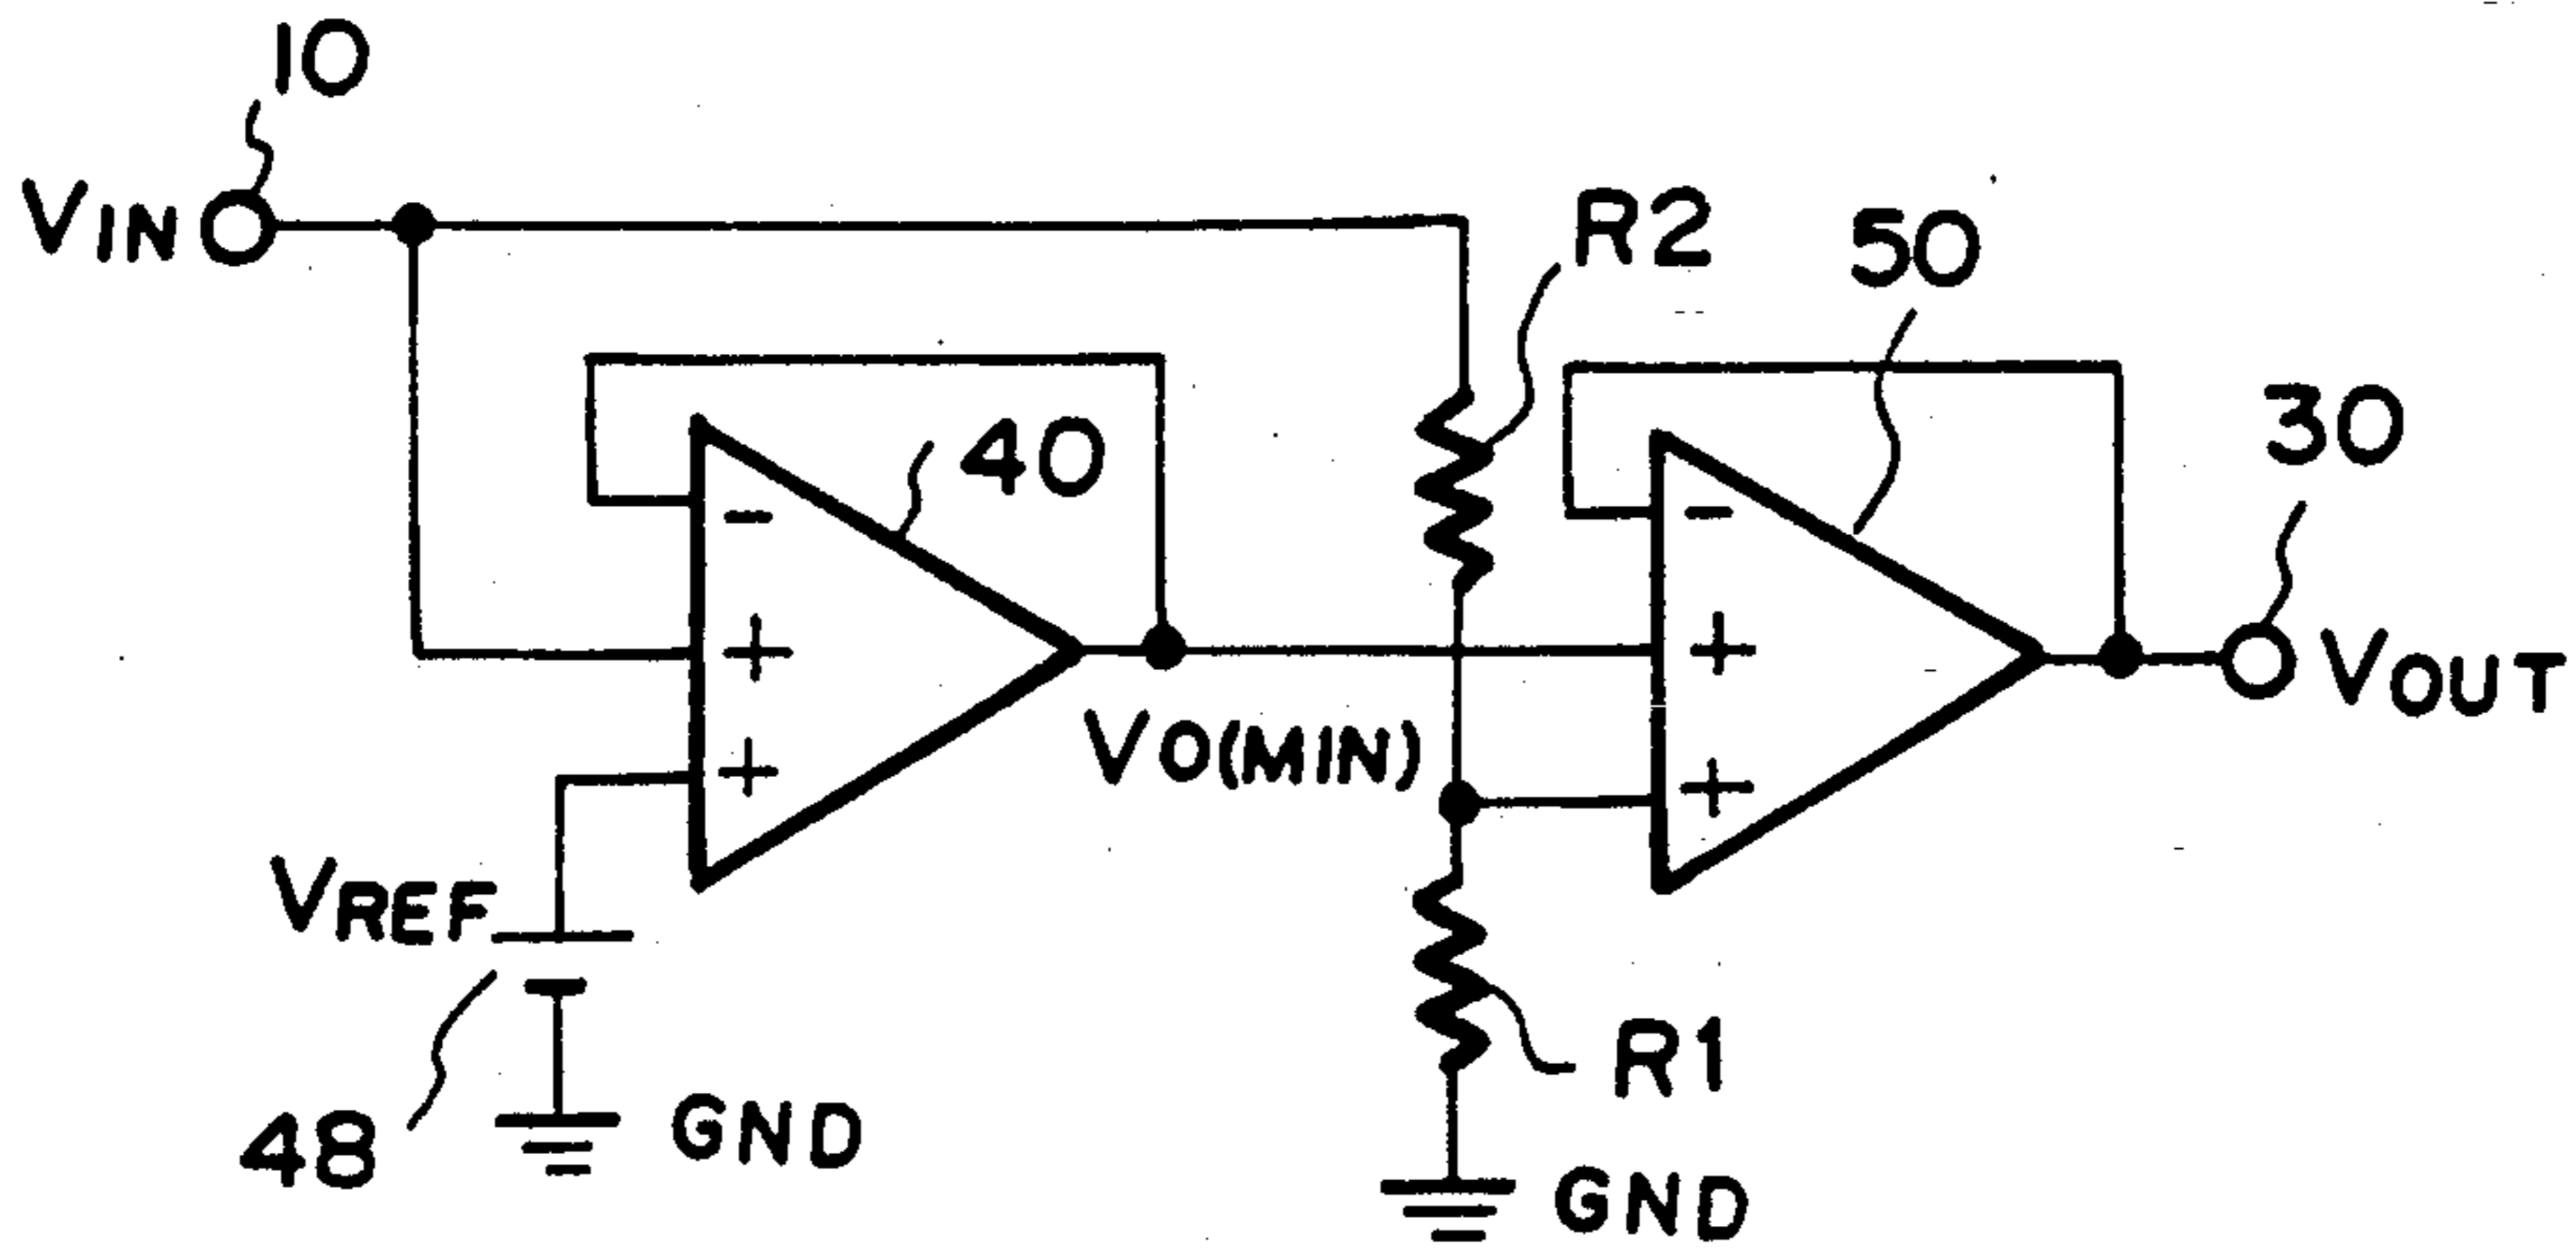 10
VIN
R2
50
40
30
-
-
+
+
+
+
VO(MIN)
VOUT
VREF
48
GND
R1
GND